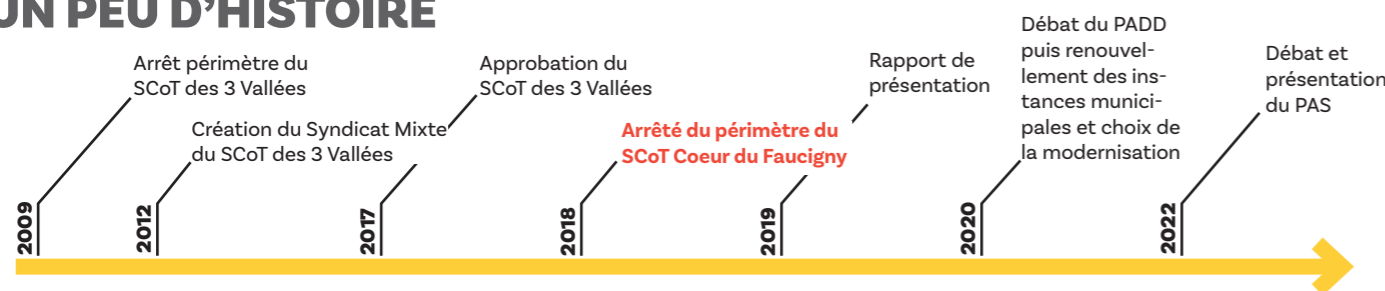 UN PEU D'HISTOIRE
Arrêt périmètre du
SCoT des 3 Vallées
2009
Création du Syndicat Mixte
du SCoT des 3 Vallées
2012
Approbation du
SCoT des 3 Vallées
2017
Arrêté du périmètre du
SCoT Coeur du Faucigny
2018
Rapport de
présentation
2019
Débat du PADD
puis renouvel-
lement des ins-
tances munici-
pales et choix de
la modernisation
2020
Débat et
présentation
du PAS
2022